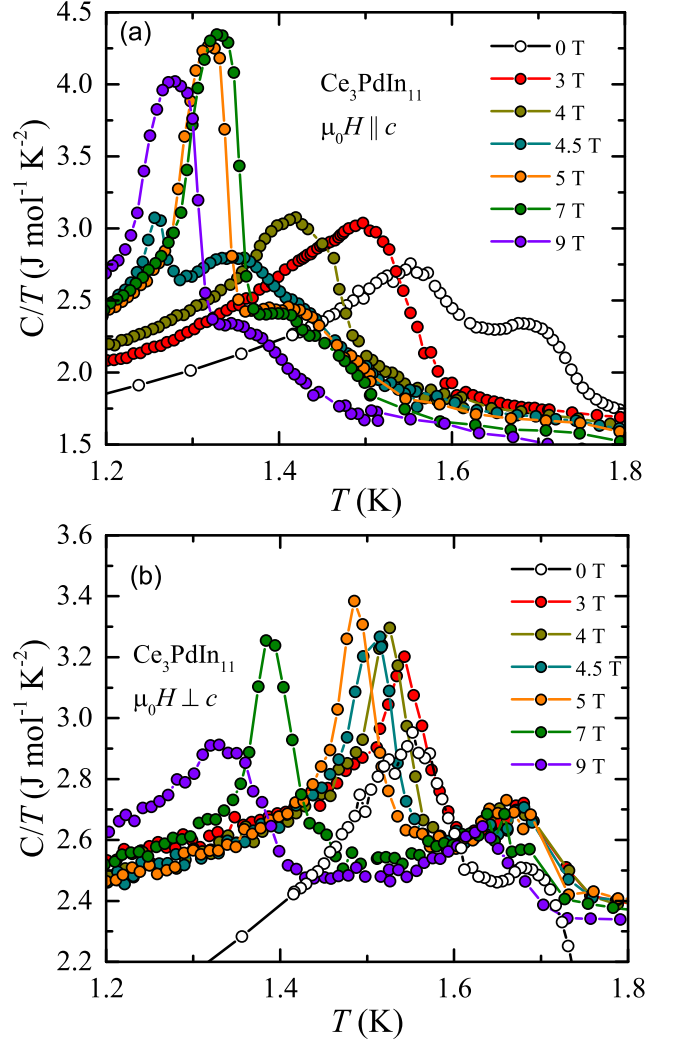 (a)
Ce₃PdIn₁₁
μ₀H ∥ c
0 T
3 T
4 T
4.5 T
5 T
7 T
9 T
C/T (J mol⁻¹ K⁻²)
4.5
4.0
3.5
3.0
2.5
2.0
1.5
1.2 1.4 1.6 1.8
T (K)
(b)
Ce₃PdIn₁₁
μ₀H ⊥ c
0 T
3 T
4 T
4.5 T
5 T
7 T
9 T
C/T (J mol⁻¹ K⁻²)
3.6
3.4
3.2
3.0
2.8
2.6
2.4
2.2
1.2 1.4 1.6 1.8
T (K)